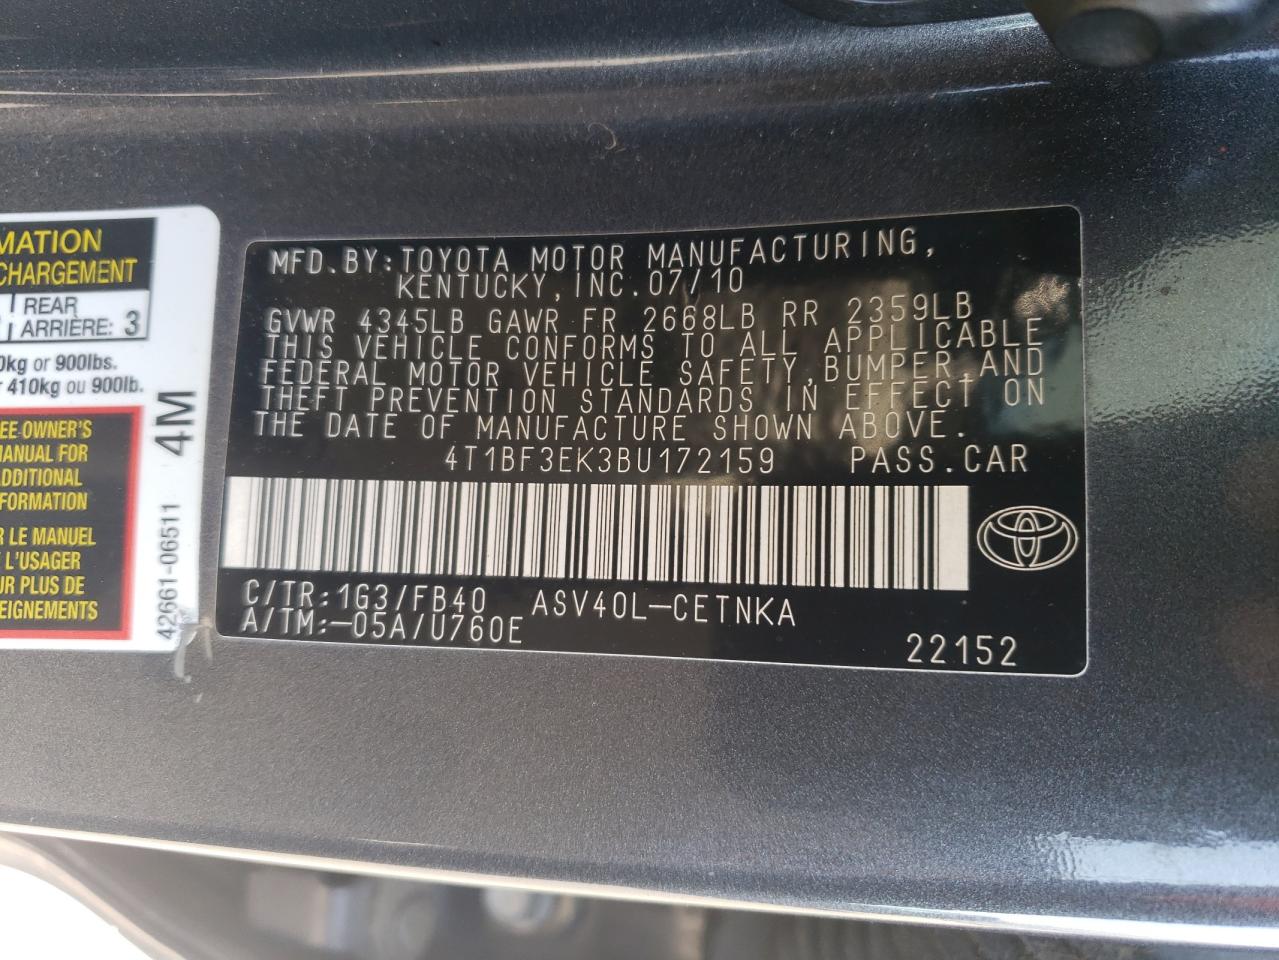 MATION
CHARGEMENT
REAR
ARRIÈRE: 3
0kg or 900lbs.
410kg ou 900lb.
EE OWNER'S
MANUAL FOR
ADDITIONAL
FORMATION
R LE MANUEL
L'USAGER
UR PLUS DE
EIGNEMENTS
4M
42661-06511
MFD.BY:TOYOTA MOTOR MANUFACTURING,
KENTUCKY,INC.07/10
GVWR 4345LB GAWR FR 2668LB RR 2359LB
THIS VEHICLE CONFORMS TO ALL APPLICABLE
FEDERAL MOTOR VEHICLE SAFETY,BUMPER,AND
THEFT PREVENTION STANDARDS IN EFFECT ON
THE DATE OF MANUFACTURE SHOWN ABOVE.
4T1BF3EK3BU172159 PASS.CAR
C/TR:1G3/FB40 ASV40L-CETNKA
A/TM:-05A/U760E
22152